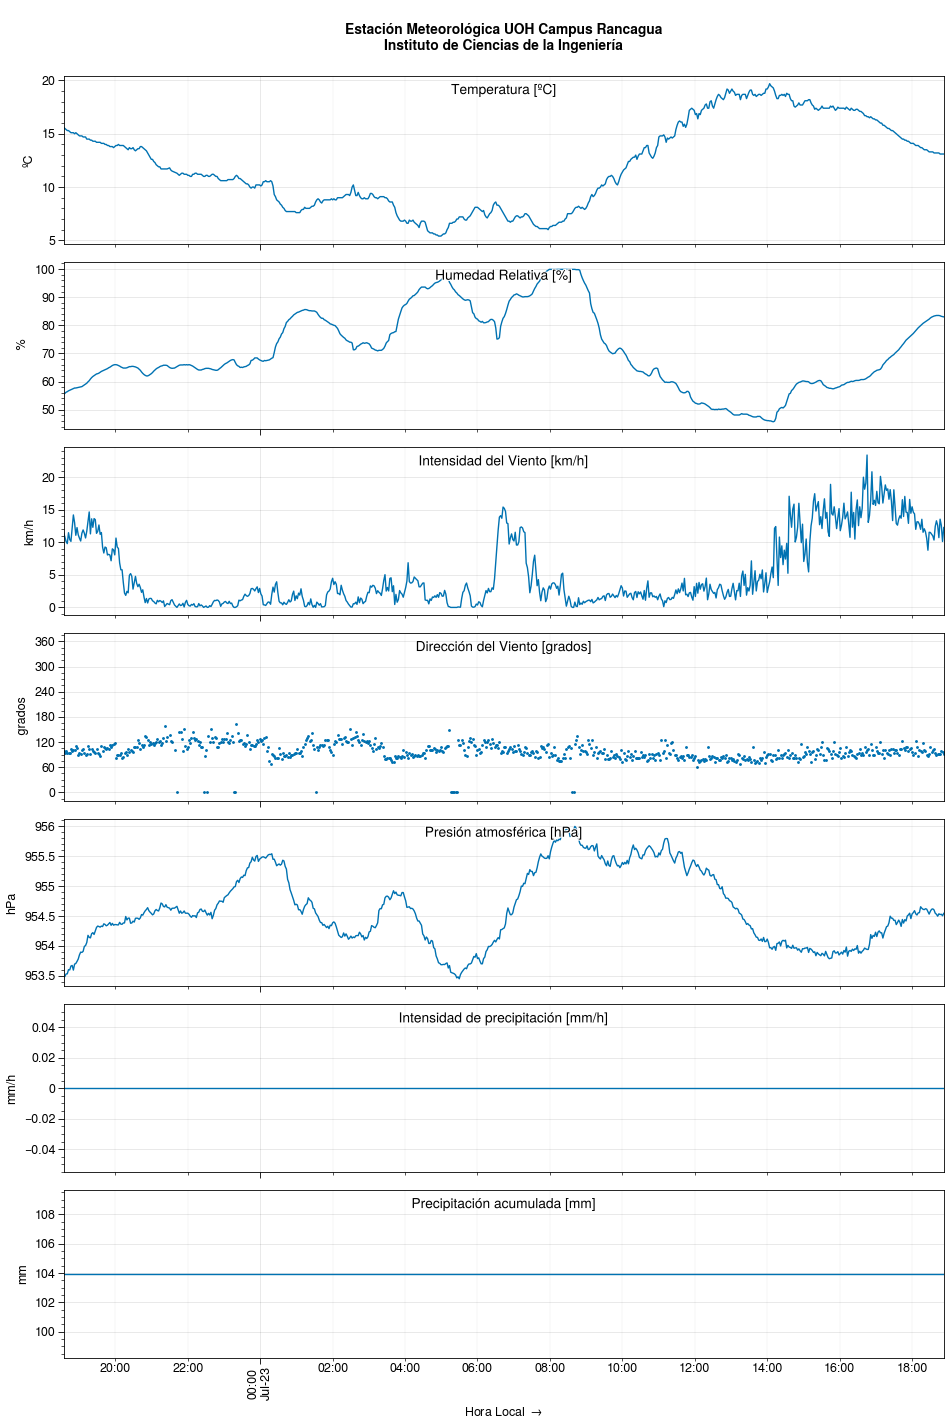 Estación Meteorológica UOH Campus Rancagua
Instituto de Ciencias de la Ingeniería
Temperatura [ºC]
ºC
20
15
10
5
Humedad Relativa [%]
%
100
90
80
70
60
50
Intensidad del Viento [km/h]
km/h
20
15
10
5
0
Dirección del Viento [grados]
grados
360
300
240
180
120
60
0
Presión atmosférica [hPa]
hPa
956
955.5
955
954.5
954
953.5
Intensidad de precipitación [mm/h]
mm/h
0.04
0.02
0
−0.02
−0.04
Precipitación acumulada [mm]
mm
108
106
104
102
100
20:00 22:00 00:00 02:00 04:00 06:00 08:00 10:00 12:00 14:00 16:00 18:00
Jul-23
Hora Local →